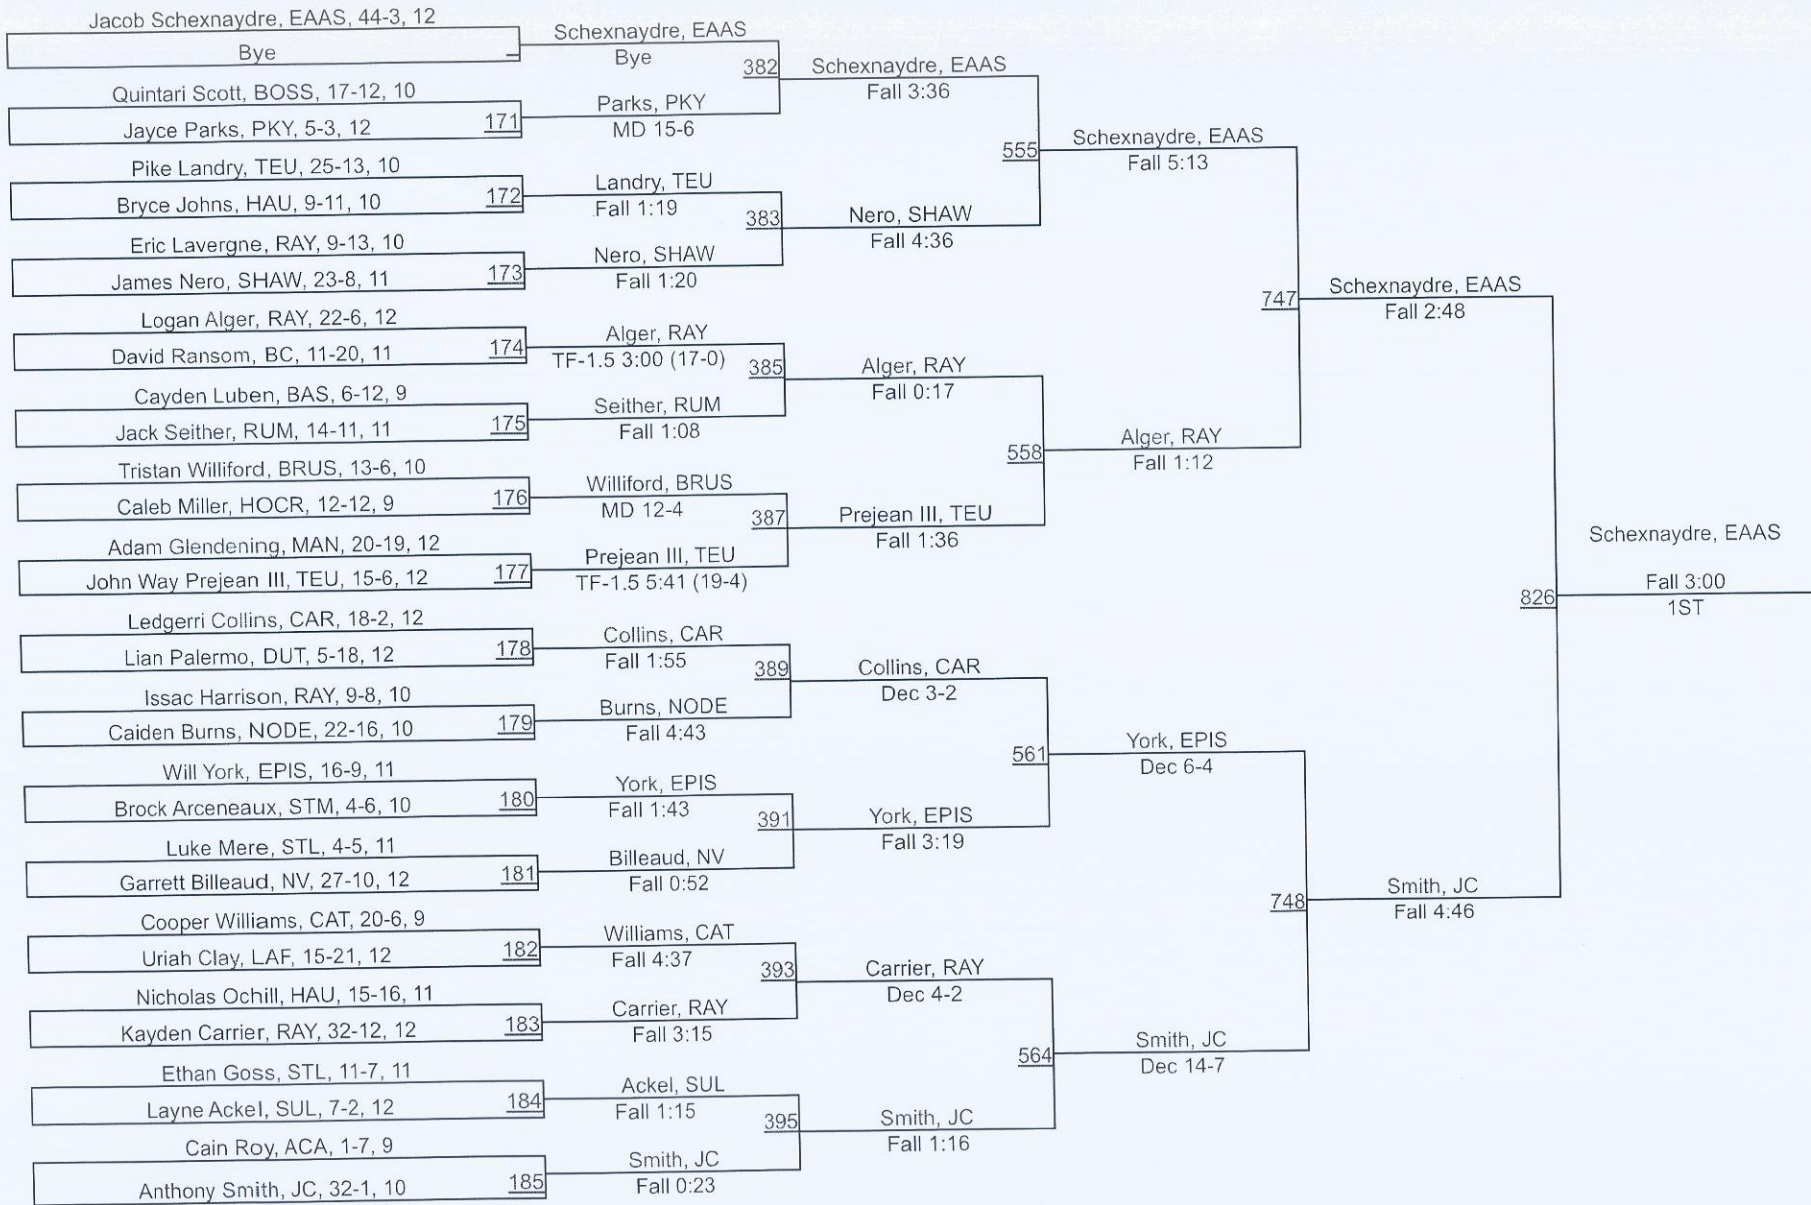 Jacob Schexnaydre, EAAS, 44-3, 12
Bye
Quintari Scott, BOSS, 17-12, 10
Jayce Parks, PKY, 5-3, 12
171
Pike Landry, TEU, 25-13, 10
Bryce Johns, HAU, 9-11, 10
172
Eric Lavergne, RAY, 9-13, 10
James Nero, SHAW, 23-8, 11
173
Logan Alger, RAY, 22-6, 12
David Ransom, BC, 11-20, 11
174
Cayden Luben, BAS, 6-12, 9
Jack Seither, RUM, 14-11, 11
175
Tristan Williford, BRUS, 13-6, 10
Caleb Miller, HOCR, 12-12, 9
176
Adam Glendening, MAN, 20-19, 12
John Way Prejean III, TEU, 15-6, 12
177
Ledgerri Collins, CAR, 18-2, 12
Lian Palermo, DUT, 5-18, 12
178
Issac Harrison, RAY, 9-8, 10
Caiden Burns, NODE, 22-16, 10
179
Will York, EPIS, 16-9, 11
Brock Arceneaux, STM, 4-6, 10
180
Luke Mere, STL, 4-5, 11
Garrett Billeaud, NV, 27-10, 12
181
Cooper Williams, CAT, 20-6, 9
Uriah Clay, LAF, 15-21, 12
182
Nicholas Ochill, HAU, 15-16, 11
Kayden Carrier, RAY, 32-12, 12
183
Ethan Goss, STL, 11-7, 11
Layne Ackel, SUL, 7-2, 12
184
Cain Roy, ACA, 1-7, 9
Anthony Smith, JC, 32-1, 10
185
Schexnaydre, EAAS
Bye
382
Parks, PKY
MD 15-6
Landry, TEU
Fall 1:19
383
Nero, SHAW
Fall 1:20
Alger, RAY
TF-1.5 3:00 (17-0)
385
Seither, RUM
Fall 1:08
Williford, BRUS
MD 12-4
387
Prejean III, TEU
TF-1.5 5:41 (19-4)
Collins, CAR
Fall 1:55
389
Burns, NODE
Fall 4:43
York, EPIS
Fall 1:43
391
Billeaud, NV
Fall 0:52
Williams, CAT
Fall 4:37
393
Carrier, RAY
Fall 3:15
Ackel, SUL
Fall 1:15
395
Smith, JC
Fall 0:23
Schexnaydre, EAAS
Fall 3:36
555
Nero, SHAW
Fall 4:36
Alger, RAY
Fall 0:17
558
Prejean III, TEU
Fall 1:36
Collins, CAR
Dec 3-2
561
York, EPIS
Fall 3:19
Carrier, RAY
Dec 4-2
564
Smith, JC
Fall 1:16
Schexnaydre, EAAS
Fall 5:13
747
Alger, RAY
Fall 1:12
York, EPIS
Dec 6-4
748
Smith, JC
Dec 14-7
Schexnaydre, EAAS
Fall 2:48
826
Smith, JC
Fall 4:46
Schexnaydre, EAAS
Fall 3:00
1ST